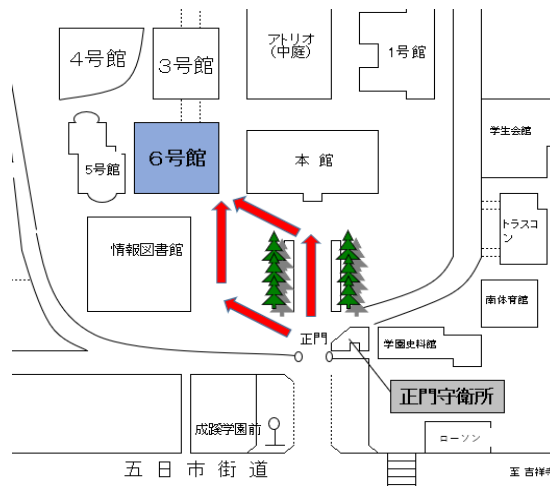 アトリオ
(中庭)
1号館
4号館
3号館
学生会館
5号館
6号館
本 館
トラスコ
ン
情報図書館
南体育館
正門
学園史料館
正門守衛所
成蹊学園前
ローソン
五 日 市 街 道
至 吉祥寺